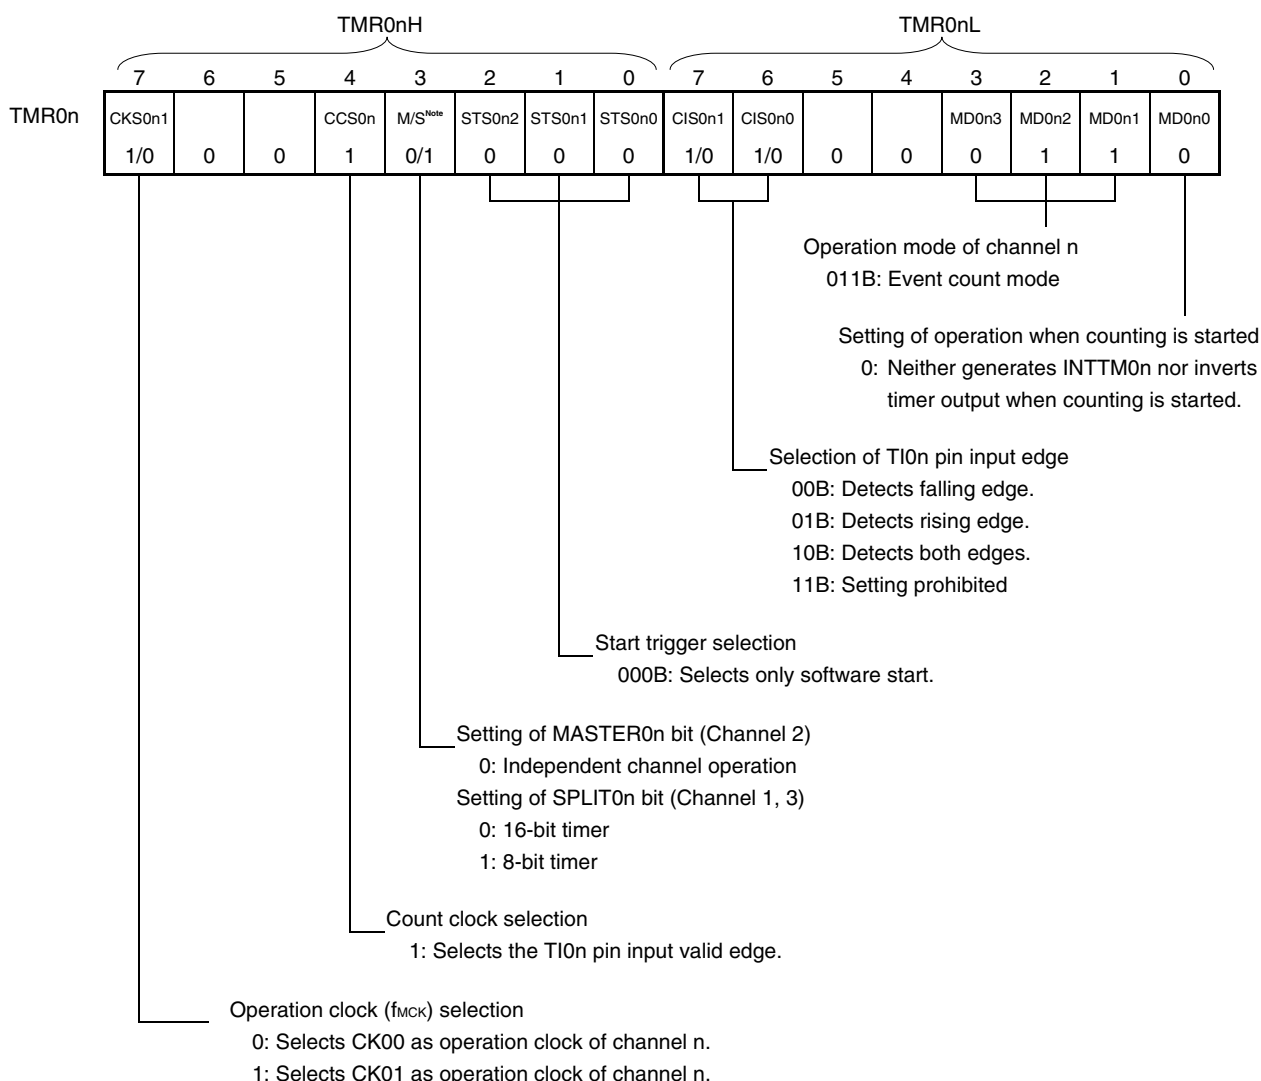 TMR0nH TMR0nL
7 6 5 4 3 2 1 0 7 6 5 4 3 2 1 0
TMR0n CKS0n1 CCS0n M/SNote STS0n2 STS0n1 STS0n0 CIS0n1 CIS0n0 MD0n3 MD0n2 MD0n1 MD0n0
1/0 0 0 1 0/1 0 0 0 1/0 1/0 0 0 0 1 1 0
Operation mode of channel n
011B: Event count mode
Setting of operation when counting is started
0: Neither generates INTTM0n nor inverts
timer output when counting is started.
Selection of TI0n pin input edge
00B: Detects falling edge.
01B: Detects rising edge.
10B: Detects both edges.
11B: Setting prohibited
Start trigger selection
000B: Selects only software start.
Setting of MASTER0n bit (Channel 2)
0: Independent channel operation
Setting of SPLIT0n bit (Channel 1, 3)
0: 16-bit timer
1: 8-bit timer
Count clock selection
1: Selects the TI0n pin input valid edge.
Operation clock (fMCK) selection
0: Selects CK00 as operation clock of channel n.
1: Selects CK01 as operation clock of channel n.